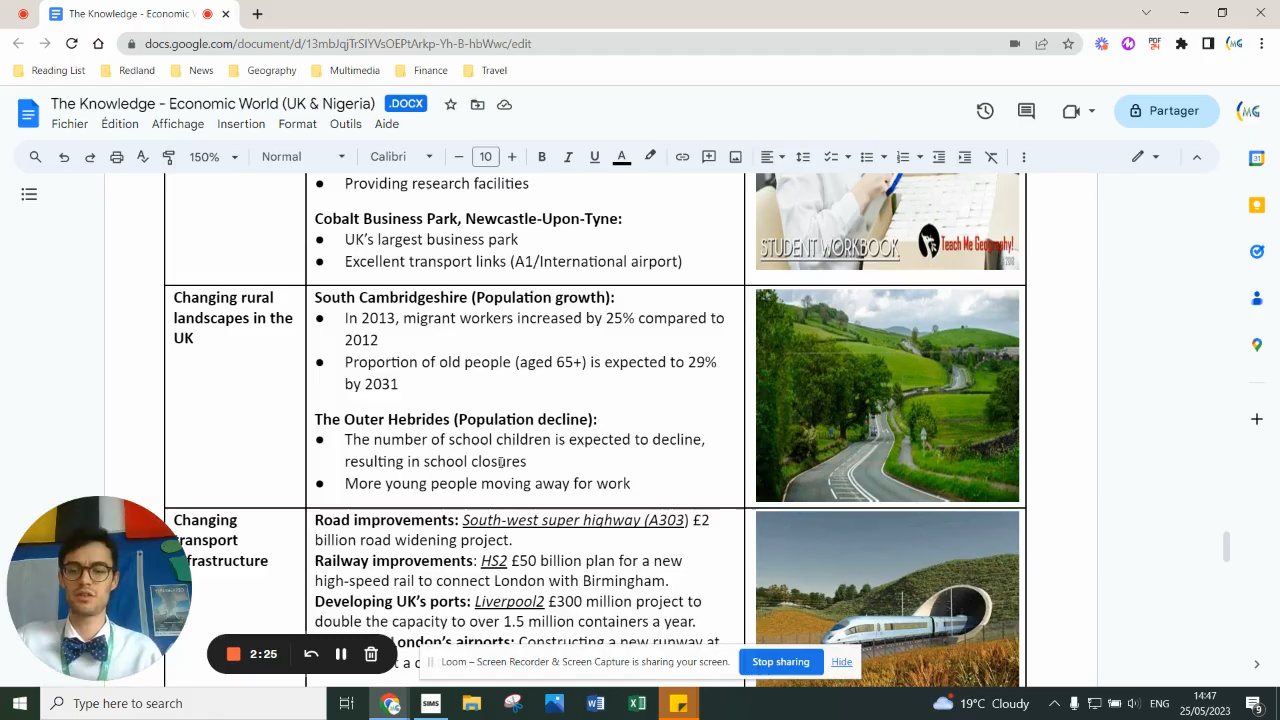 The Knowledge - Economic W
docs.google.com/document/d/13mbJqjTrSlYVsOEPtArkp-Yh-B-hbWwc/edit
Reading List Redland News Geography Multimedia Finance Travel
The Knowledge - Economic World (UK & Nigeria) .DOCX
Fichier Édition Affichage Insertion Format Outils Aide
Partager
150% Normal Calibri 10
Providing research facilities
Cobalt Business Park, Newcastle-Upon-Tyne:
UK's largest business park
Excellent transport links (A1/International airport)
STUDENT WORKBOOK
Teach Me Geography!
Changing rural
landscapes in the
UK
South Cambridgeshire (Population growth):
In 2013, migrant workers increased by 25% compared to
2012
Proportion of old people (aged 65+) is expected to 29%
by 2031
The Outer Hebrides (Population decline):
The number of school children is expected to decline,
resulting in school closures
More young people moving away for work
Changing
transport
frastructure
Road improvements: South-west super highway (A303) £2
billion road widening project.
Railway improvements: HS2 £50 billion plan for a new
high-speed rail to connect London with Birmingham.
Developing UK's ports: Liverpool2 £300 million project to
double the capacity to over 1.5 million containers a year.
London's airports: Constructing a new runway at
2:25
Loom – Screen Recorder & Screen Capture is sharing your screen. Stop sharing Hide
Type here to search
SIMS
19°C Cloudy
ENG
14:47
25/05/2023
9